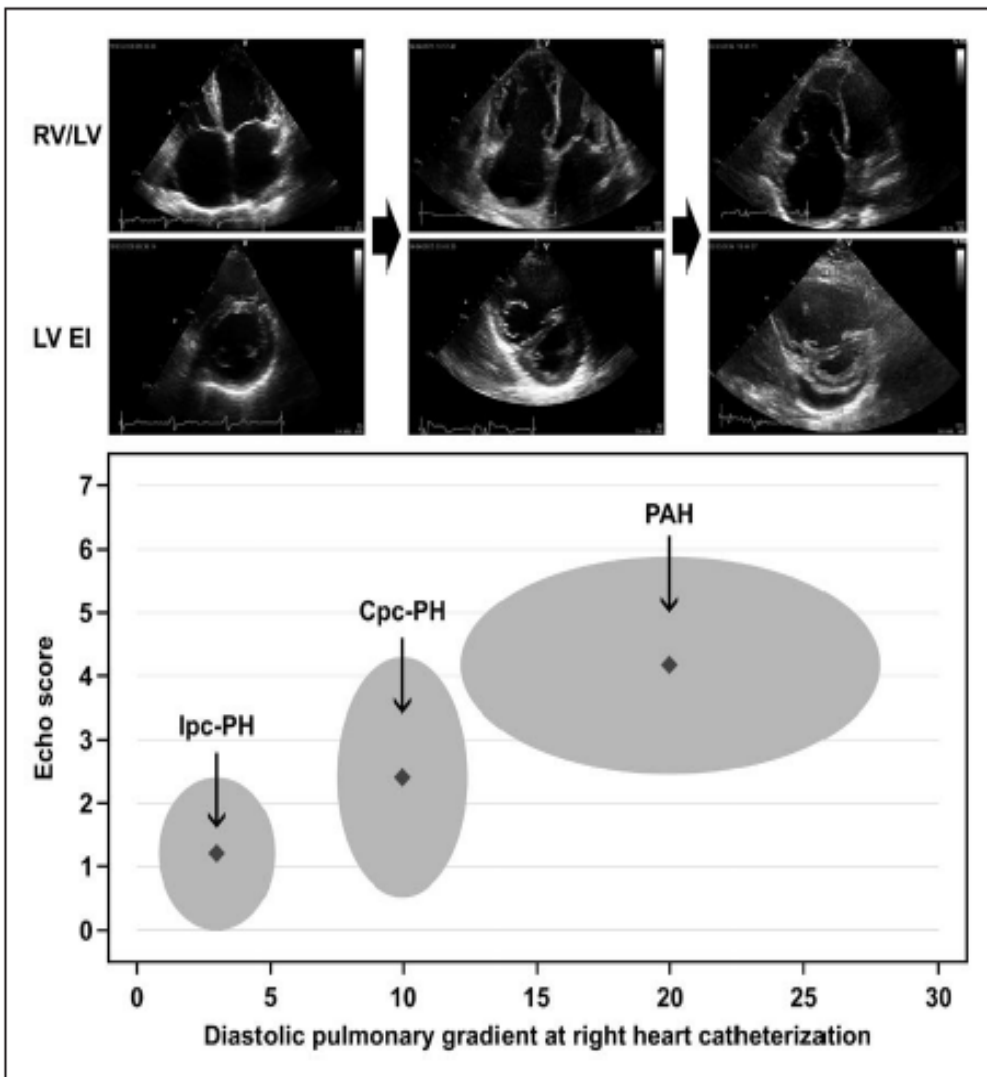 RV/LV
LV EI
7
6
5
4
3
2
1
0
Echo score
PAH
Cpc-PH
Ipc-PH
0 5 10 15 20 25 30
Diastolic pulmonary gradient at right heart catheterization